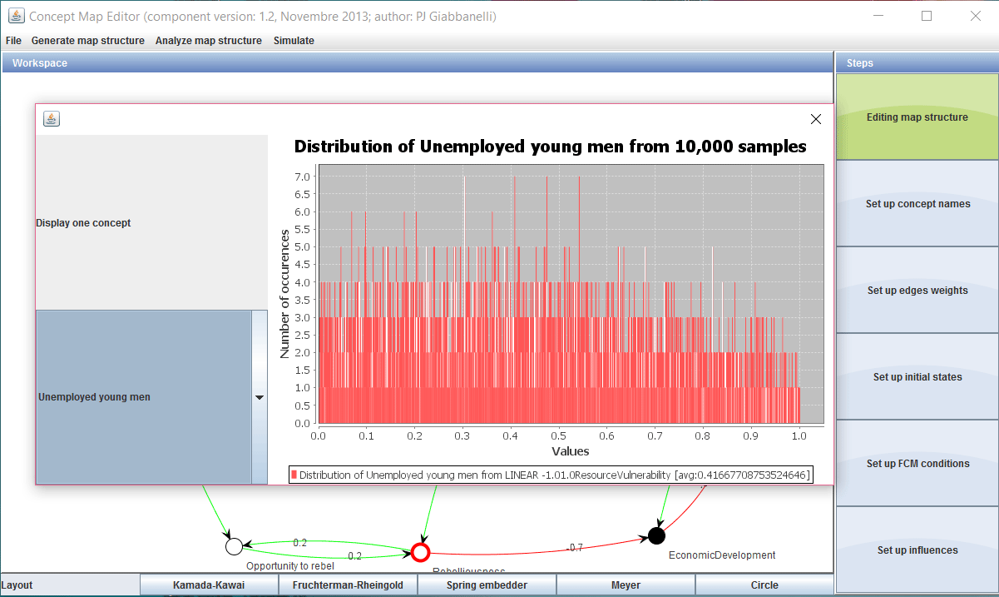 Concept Map Editor (component version: 1.2, Novembre 2013; author: PJ Giabbanelli)
File Generate map structure Analyze map structure Simulate
Workspace
Steps
Editing map structure
Set up concept names
Set up edges weights
Set up initial states
Set up FCM conditions
Set up influences
Display one concept
Unemployed young men
Distribution of Unemployed young men from 10,000 samples
Number of occurences
7.0
6.5
6.0
5.5
5.0
4.5
4.0
3.5
3.0
2.5
2.0
1.5
1.0
0.5
0.0
0.0 0.1 0.2 0.3 0.4 0.5 0.6 0.7 0.8 0.9 1.0
Values
Distribution of Unemployed young men from LINEAR -1.01.0ResourceVulnerability [avg:0.41667708753524646]
0.2
0.2
-0.7
Opportunity to rebel
Rebelliousness
EconomicDevelopment
Layout Kamada-Kawai Fruchterman-Rheingold Spring embedder Meyer Circle